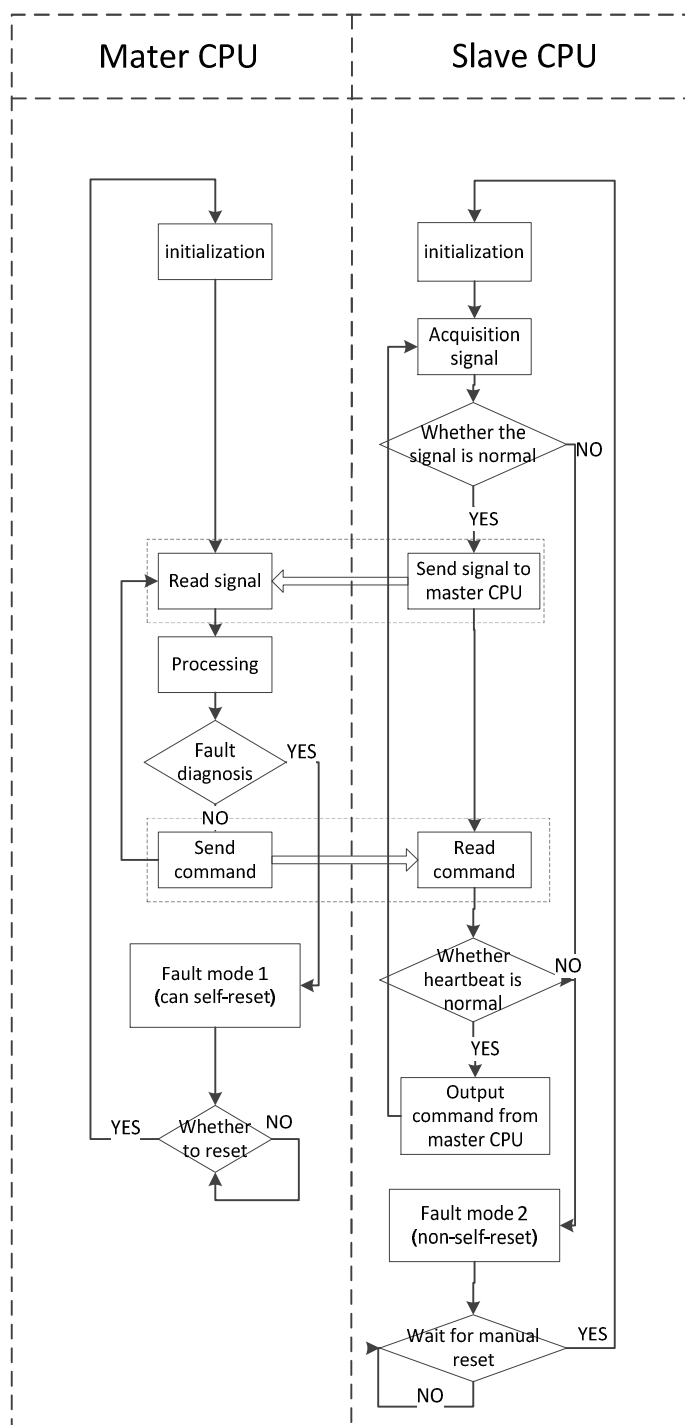 Mater CPU
Slave CPU
initialization
initialization
Acquisition
signal
Whether the
signal is normal
NO
YES
Read signal
Send signal to
master CPU
Processing
Fault
diagnosis
YES
NO
Send
command
Read
command
Fault mode 1
(can self-reset)
Whether
heartbeat is
normal
NO
YES
Whether
to reset
YES
NO
Output
command from
master CPU
Fault mode 2
(non-self-reset)
Wait for manual
reset
YES
NO